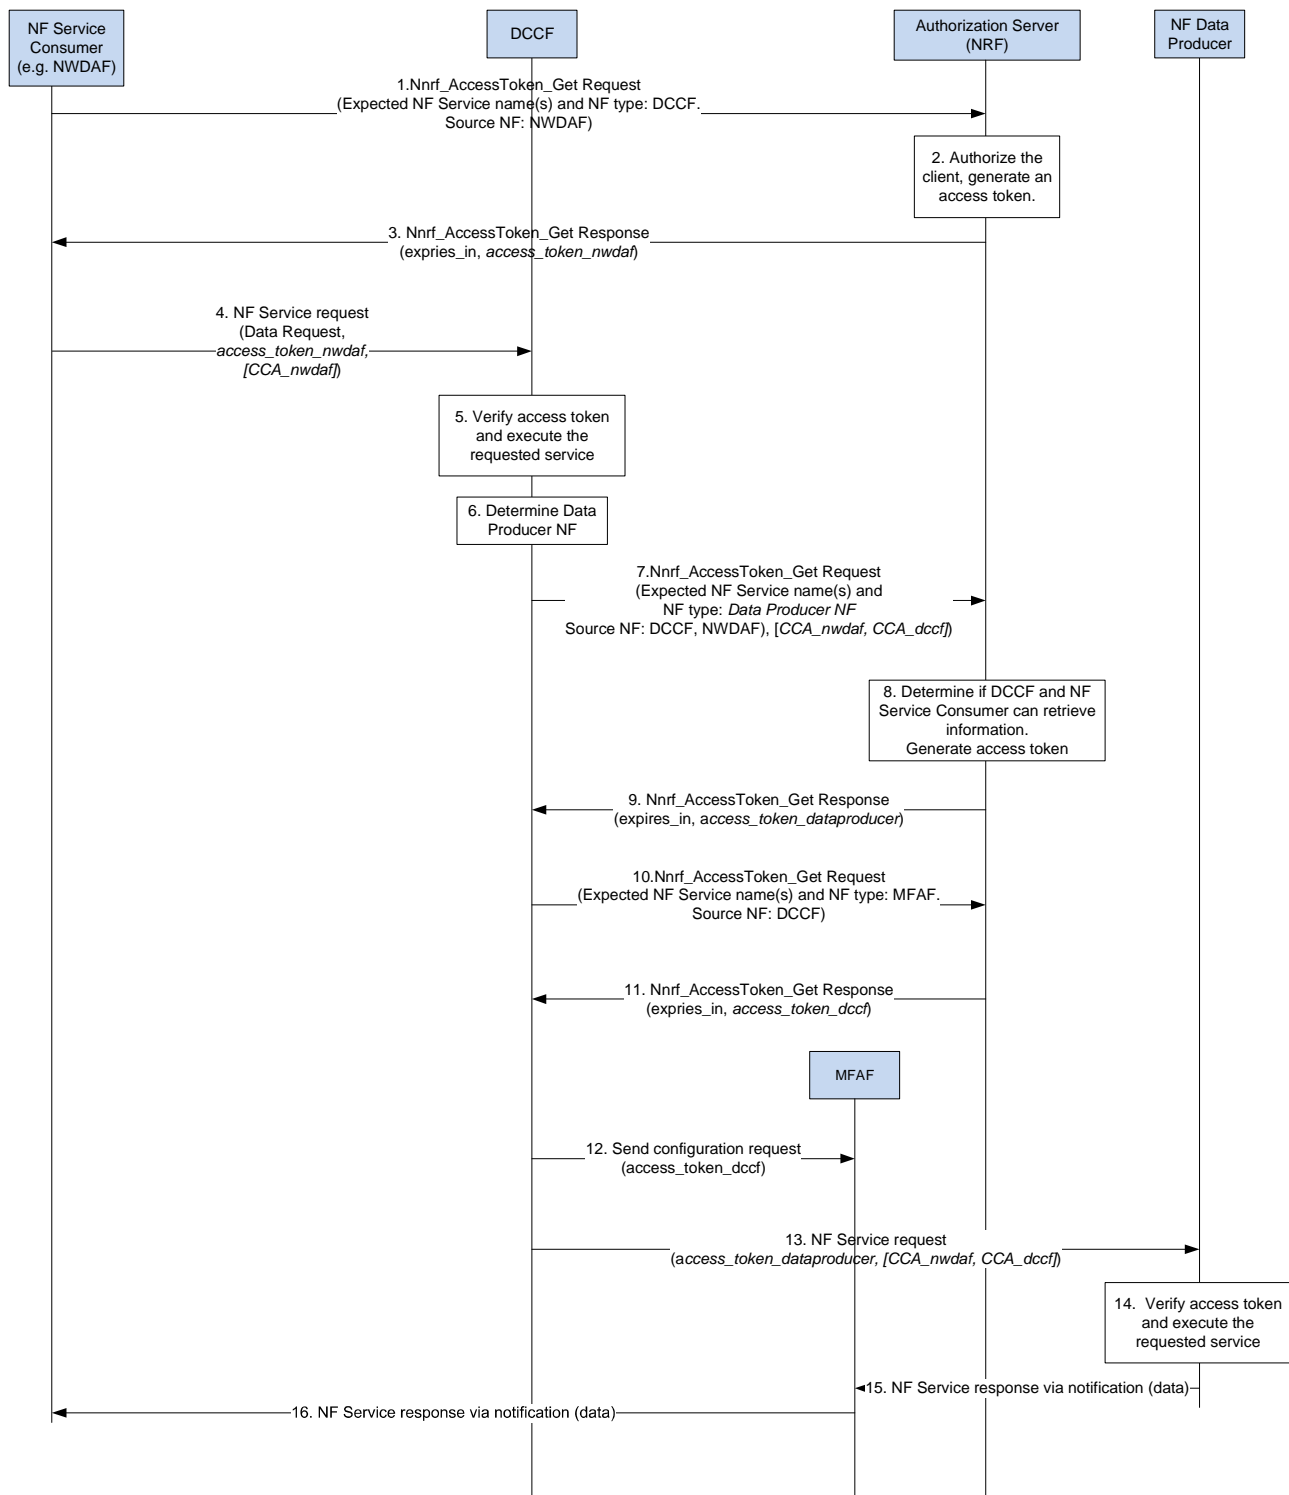 NF Service
Consumer
(e.g. NWDAF)
DCCF
Authorization Server
(NRF)
NF Data
Producer
1.Nnrf_AccessToken_Get Request
(Expected NF Service name(s) and NF type: DCCF.
Source NF: NWDAF)
2. Authorize the
client, generate an
access token.
3. Nnrf_AccessToken_Get Response
(expries_in, access_token_nwdaf)
4. NF Service request
(Data Request,
access_token_nwdaf,
[CCA_nwdaf])
5. Verify access token
and execute the
requested service
6. Determine Data
Producer NF
7.Nnrf_AccessToken_Get Request
(Expected NF Service name(s) and
NF type: Data Producer NF
Source NF: DCCF, NWDAF), [CCA_nwdaf, CCA_dccf])
8. Determine if DCCF and NF
Service Consumer can retrieve
information.
Generate access token
9. Nnrf_AccessToken_Get Response
(expires_in, access_token_dataproducer)
10.Nnrf_AccessToken_Get Request
(Expected NF Service name(s) and NF type: MFAF.
Source NF: DCCF)
11. Nnrf_AccessToken_Get Response
(expries_in, access_token_dccf)
MFAF
12. Send configuration request
(access_token_dccf)
13. NF Service request
(access_token_dataproducer, [CCA_nwdaf, CCA_dccf])
14. Verify access token
and execute the
requested service
15. NF Service response via notification (data)
16. NF Service response via notification (data)